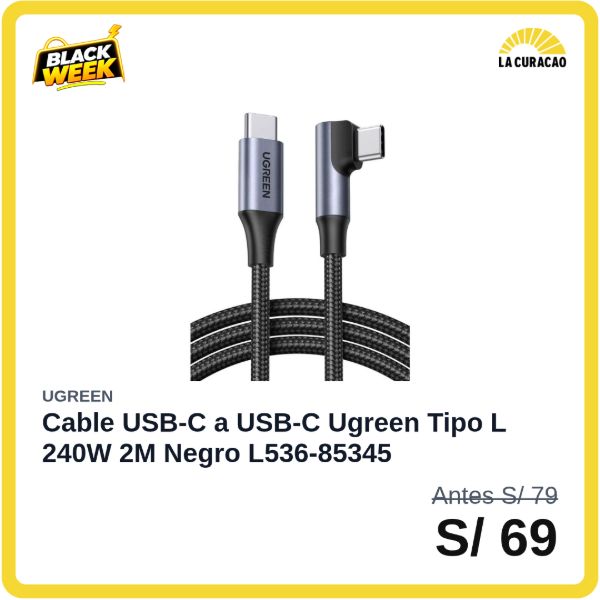 BLACK
WEEK
LA CURACAO
UGREEN
UGREEN
Cable USB-C a USB-C Ugreen Tipo L
240W 2M Negro L536-85345
Antes S/ 79
S/ 69